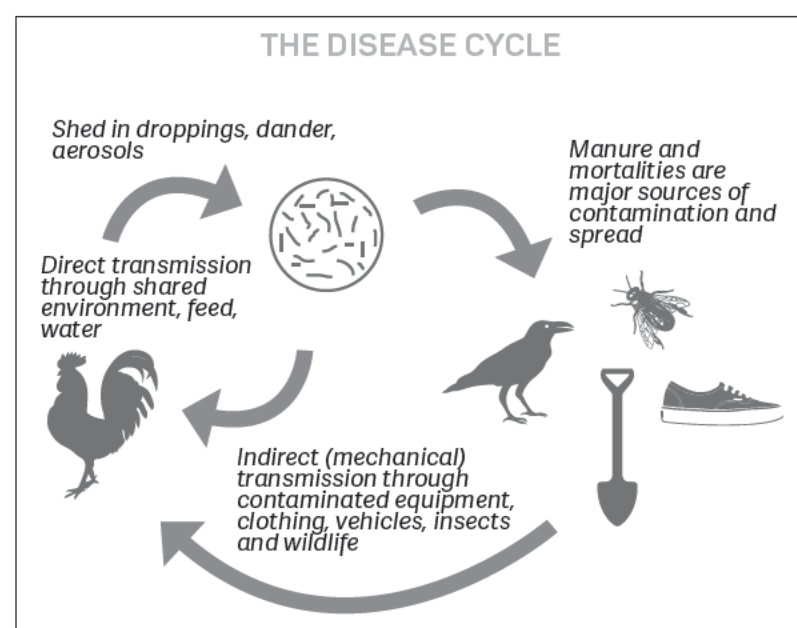 THE DISEASE CYCLE
Shed in droppings, dander,
aerosols
Manure and
mortalities are
major sources of
contamination and
spread
Direct transmission
through shared
environment, feed,
water
Indirect (mechanical)
transmission through
contaminated equipment,
clothing, vehicles, insects
and wildlife